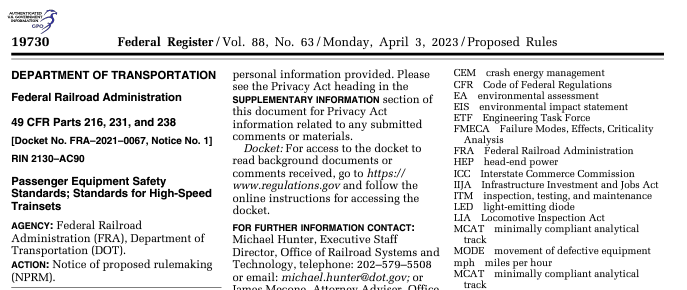 AUTHENTICATED
U.S. GOVERNMENT
INFORMATION
GPO
19730
Federal Register / Vol. 88, No. 63 / Monday, April 3, 2023 / Proposed Rules
DEPARTMENT OF TRANSPORTATION
Federal Railroad Administration
49 CFR Parts 216, 231, and 238
[Docket No. FRA–2021–0067, Notice No. 1]
RIN 2130–AC90
Passenger Equipment Safety
Standards; Standards for High-Speed
Trainsets
AGENCY: Federal Railroad
Administration (FRA), Department of
Transportation (DOT).
ACTION: Notice of proposed rulemaking
(NPRM).
personal information provided. Please
see the Privacy Act heading in the
SUPPLEMENTARY INFORMATION section of
this document for Privacy Act
information related to any submitted
comments or materials.
Docket: For access to the docket to
read background documents or
comments received, go to https://
www.regulations.gov and follow the
online instructions for accessing the
docket.
FOR FURTHER INFORMATION CONTACT:
Michael Hunter, Executive Staff
Director, Office of Railroad Systems and
Technology, telephone: 202–579–5508
or email: michael.hunter@dot.gov; or
James Mecone, Attorney Adviser, Office
CEM crash energy management
CFR Code of Federal Regulations
EA environmental assessment
EIS environmental impact statement
ETF Engineering Task Force
FMECA Failure Modes, Effects, Criticality
Analysis
FRA Federal Railroad Administration
HEP head-end power
ICC Interstate Commerce Commission
IIJA Infrastructure Investment and Jobs Act
ITM inspection, testing, and maintenance
LED light-emitting diode
LIA Locomotive Inspection Act
MCAT minimally compliant analytical
track
MODE movement of defective equipment
mph miles per hour
MCAT minimally compliant analytical
track